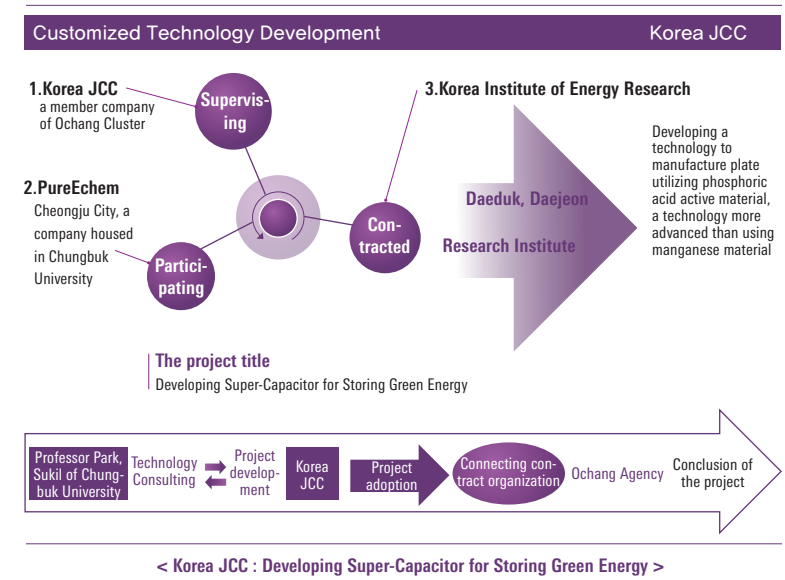 Customized Technology Development
Korea JCC
1.Korea JCC
a member company
of Ochang Cluster
Supervis-
ing
3.Korea Institute of Energy Research
2.PureEchem
Cheongju City, a
company housed
in Chungbuk
University
Partici-
pating
Con-
tracted
Daeduk, Daejeon
Research Institute
Developing a
technology to
manufacture plate
utilizing phosphoric
acid active material,
a technology more
advanced than using
manganese material
The project title
Developing Super-Capacitor for Storing Green Energy
Professor Park,
Sukil of Chung-
buk University
Technology
Consulting
Project
develop-
ment
Korea
JCC
Project
adoption
Connecting con-
tract organization
Ochang Agency
Conclusion of
the project
< Korea JCC : Developing Super-Capacitor for Storing Green Energy >